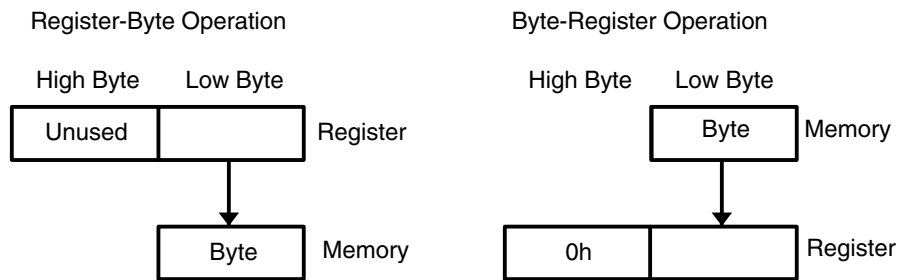 Register-Byte Operation
High Byte Low Byte
Unused Register
Byte Memory
Byte-Register Operation
High Byte Low Byte
Byte Memory
0h Register